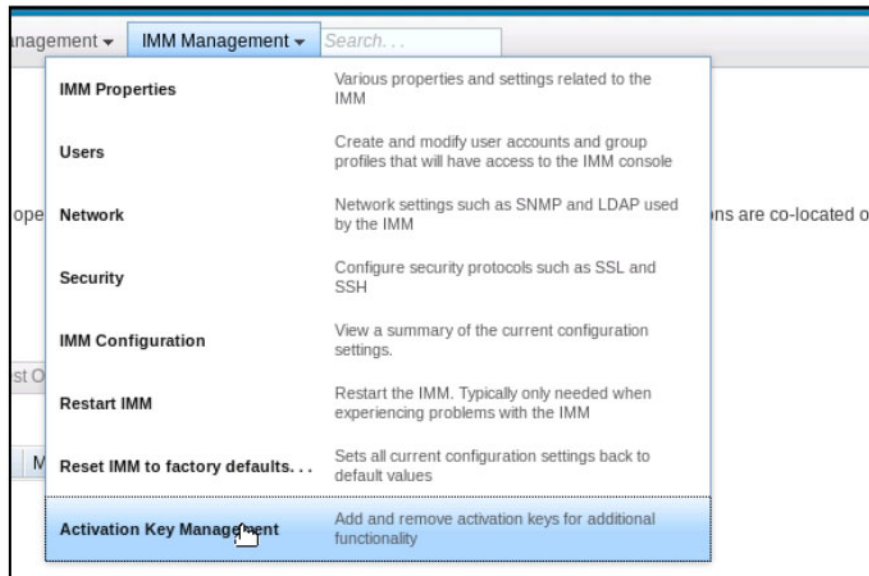 nagement
IMM Management
Search. . .
IMM Properties
Various properties and settings related to the
IMM
Users
Create and modify user accounts and group
profiles that will have access to the IMM console
ope
Network
Network settings such as SNMP and LDAP used
by the IMM
ns are co-located o
Security
Configure security protocols such as SSL and
SSH
IMM Configuration
View a summary of the current configuration
settings.
st O
Restart IMM
Restart the IMM. Typically only needed when
experiencing problems with the IMM
M
Reset IMM to factory defaults. . .
Sets all current configuration settings back to
default values
Activation Key Management
Add and remove activation keys for additional
functionality